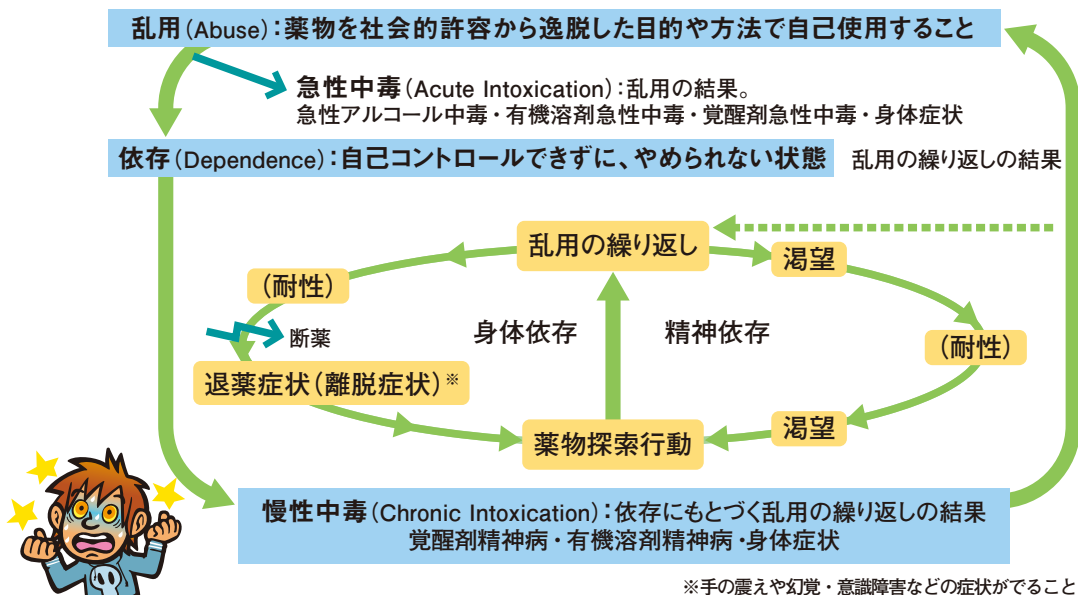 乱用(Abuse):薬物を社会的許容から逸脱した目的や方法で自己使用すること
急性中毒(Acute Intoxication):乱用の結果。
急性アルコール中毒・有機溶剤急性中毒・覚醒剤急性中毒・身体症状
依存(Dependence):自己コントロールできずに、やめられない状態
乱用の繰り返しの結果
乱用の繰り返し
渇望
(耐性)
断薬
身体依存
精神依存
(耐性)
退薬症状(離脱症状)※
渇望
薬物探索行動
慢性中毒(Chronic Intoxication):依存にもとづく乱用の繰り返しの結果
覚醒剤精神病・有機溶剤精神病・身体症状
※手の震えや幻覚・意識障害などの症状がでること